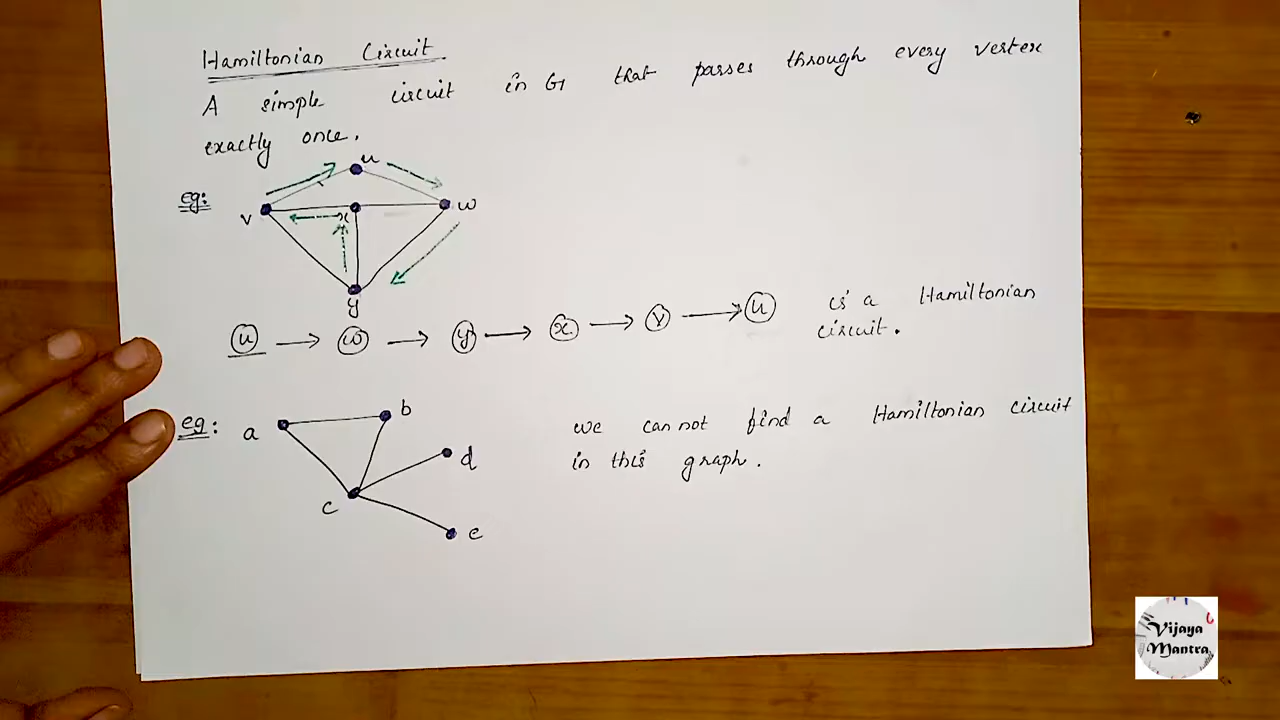 Hamiltonian Circuit
A simple circuit in G that passes through every vertex
exactly once.
eg:
u
v
x
w
y
u → w → y → x → v → u is a Hamiltonian
circuit.
eg:
a
b
c
d
e
we can not find a Hamiltonian circuit
in this graph.
Vijaya
Mantra